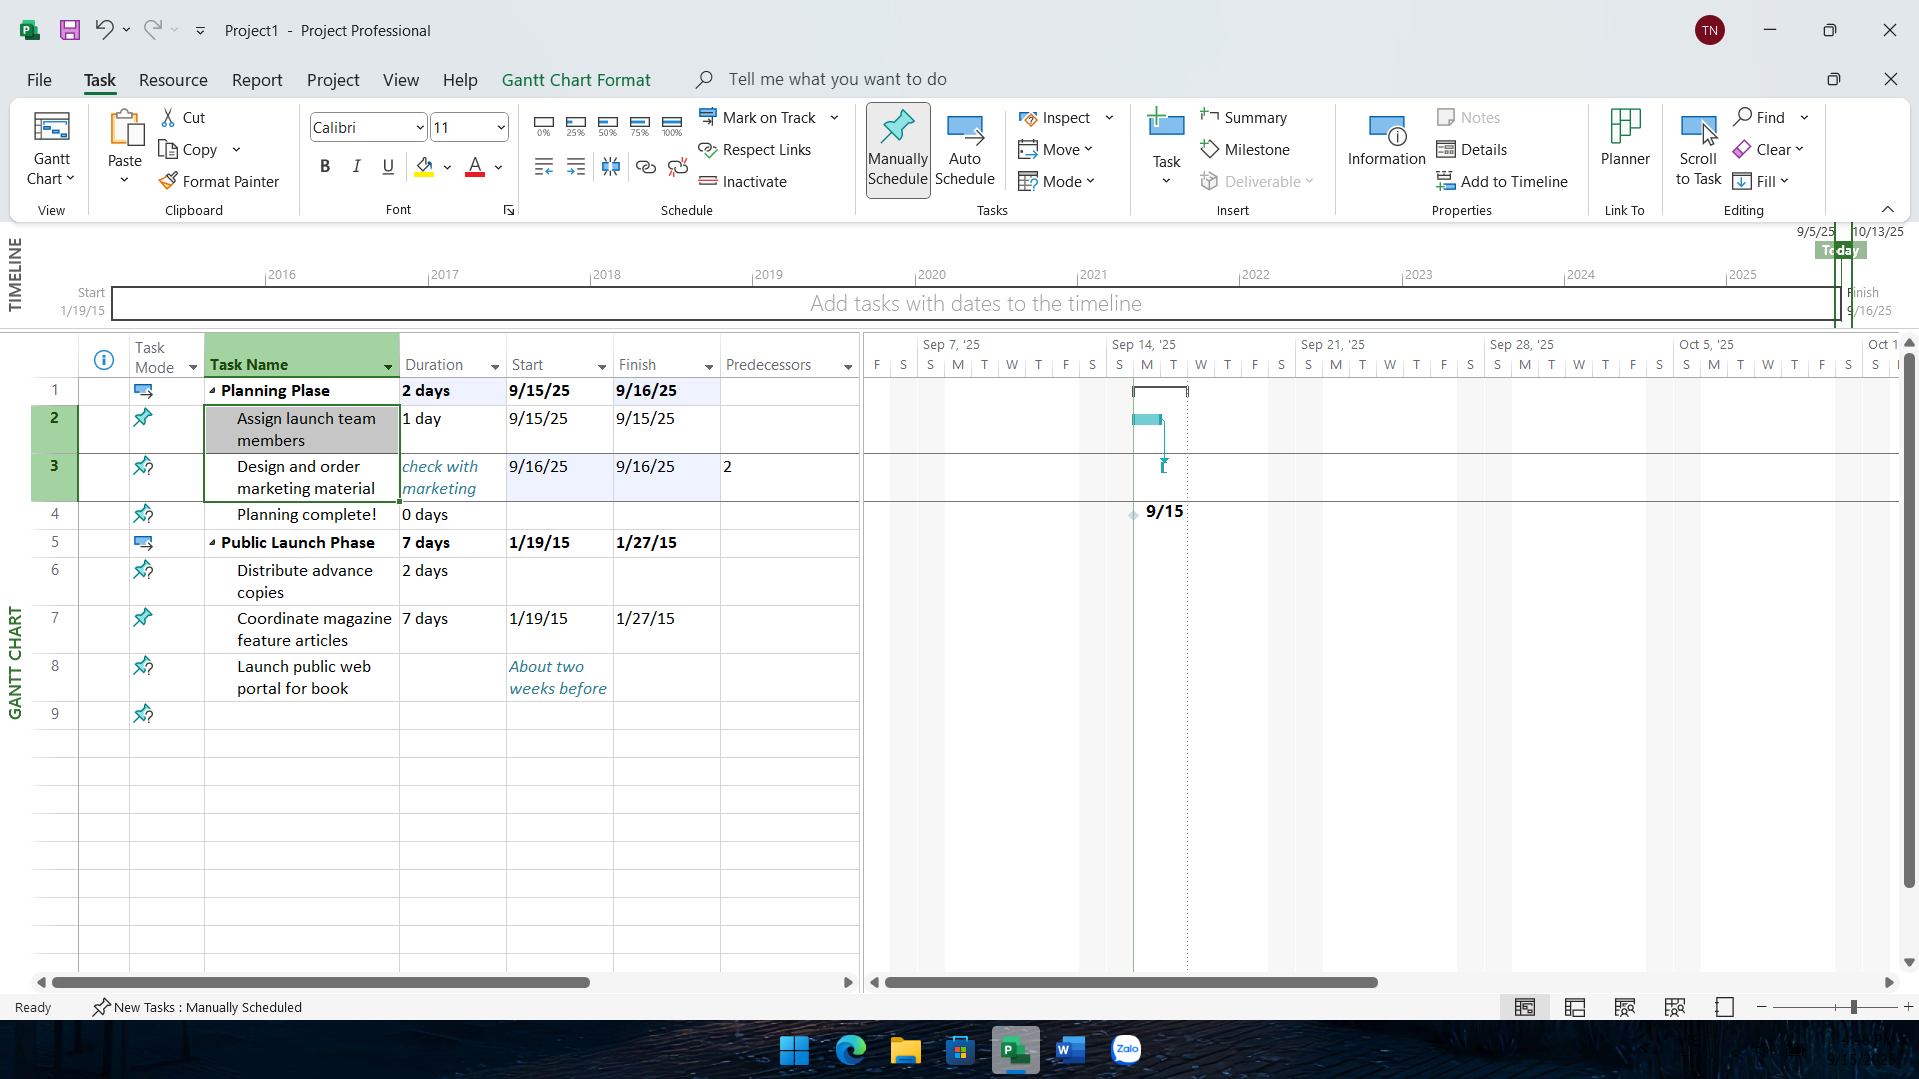 Project1 - Project Professional
TN
File Task Resource Report Project View Help Gantt Chart Format Tell me what you want to do
Gantt Chart
View
Paste
Cut
Copy
Format Painter
Clipboard
Calibri 11
B I U A
Font
0% 25% 50% 75% 100%
Mark on Track
Respect Links
Inactivate
Schedule
Manually Schedule
Auto Schedule
Inspect
Move
Mode
Tasks
Task
Summary
Milestone
Deliverable
Insert
Information
Notes
Details
Add to Timeline
Properties
Planner
Link To
Scroll to Task
Find
Clear
Fill
Editing
TIMELINE
9/5/25 10/13/25
Today
2016 2017 2018 2019 2020 2021 2022 2023 2024 2025
Start
1/19/15
Add tasks with dates to the timeline
Finish
9/16/25
GANTT CHART
Task Mode Task Name Duration Start Finish Predecessors
1 Planning Plase 2 days 9/15/25 9/16/25
2 Assign launch team members 1 day 9/15/25 9/15/25
3 Design and order marketing material check with marketing 9/16/25 9/16/25 2
4 Planning complete! 0 days
5 Public Launch Phase 7 days 1/19/15 1/27/15
6 Distribute advance copies 2 days
7 Coordinate magazine feature articles 7 days 1/19/15 1/27/15
8 Launch public web portal for book About two weeks before
9
Sep 7, '25 Sep 14, '25 Sep 21, '25 Sep 28, '25 Oct 5, '25 Oct 1
F S S M T W T F S S M T W T F S S M T W T F S S M T W T F S S M T W T F S S
9/15
Ready New Tasks : Manually Scheduled
P W Zalo